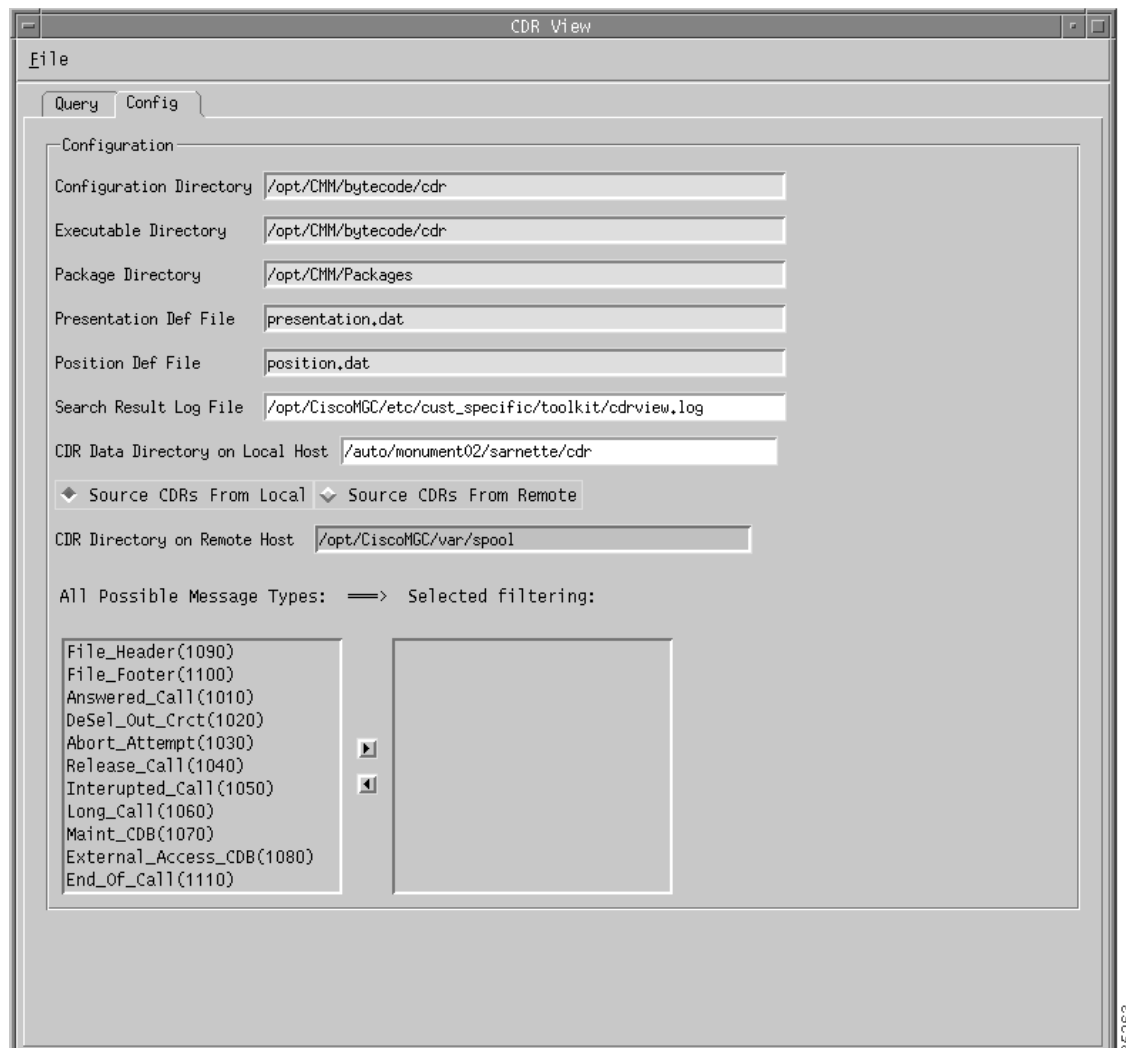 CDR View
File
Query Config
Configuration
Configuration Directory /opt/CMM/bytecode/cdr
Executable Directory /opt/CMM/bytecode/cdr
Package Directory /opt/CMM/Packages
Presentation Def File presentation.dat
Position Def File position.dat
Search Result Log File /opt/CiscoMGC/etc/cust_specific/toolkit/cdrview.log
CDR Data Directory on Local Host /auto/monument02/sarnette/cdr
Source CDRs From Local Source CDRs From Remote
CDR Directory on Remote Host /opt/CiscoMGC/var/spool
All Possible Message Types: ==> Selected filtering:
File_Header(1090)
File_Footer(1100)
Answered_Call(1010)
DeSel_Out_Crct(1020)
Abort_Attempt(1030)
Release_Call(1040)
Interupted_Call(1050)
Long_Call(1060)
Maint_CDB(1070)
External_Access_CDB(1080)
End_Of_Call(1110)